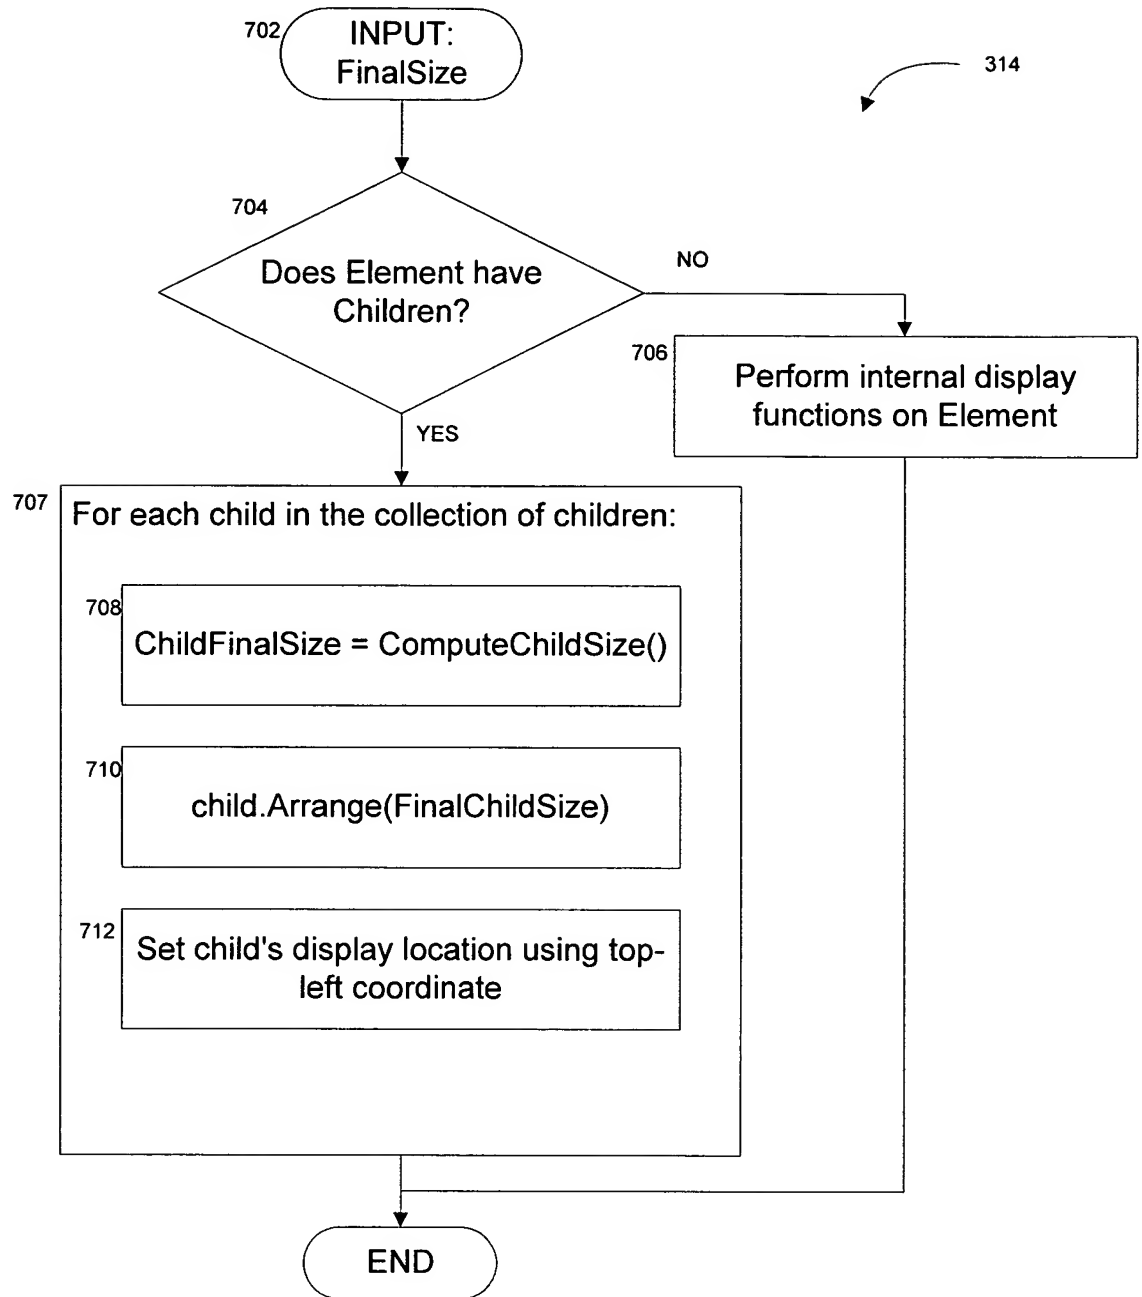 702
INPUT:
FinalSize
314
704
Does Element have
Children?
NO
706
Perform internal display
functions on Element
YES
707
For each child in the collection of children:
708
ChildFinalSize = ComputeChildSize()
710
child.Arrange(FinalChildSize)
712
Set child's display location using top-
left coordinate
END